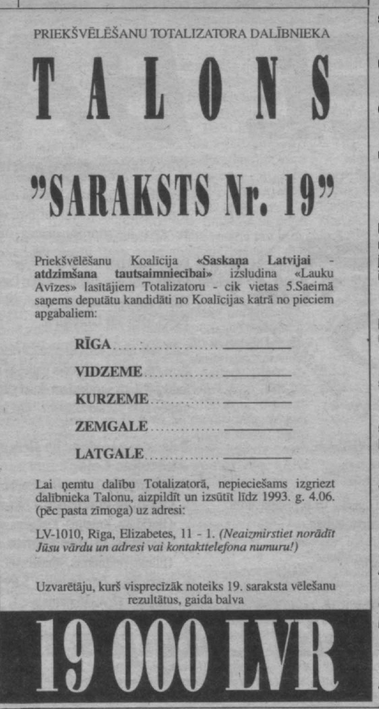 PRIEKŠVĒLĒŠANU TOTALIZATORA DALĪBNIEKA
TALONS
"SARAKSTS Nr. 19"
Priekšvēlēšanu Koalīcija «Saskaņa Latvijai -
atdzimšana tautsaimniecībai» izsludina «Lauku
Avīzes» lasītājiem Totalizatoru - cik vietas 5.Saeimā
saņems deputātu kandidāti no Koalīcijas katrā no pieciem
apgabaliem:
RĪGA
VIDZEME
KURZEME
ZEMGALE
LATGALE
Lai ņemtu dalību Totalizatorā, nepieciešams izgriezt
dalībnieka Talonu, aizpildīt un izsūtīt līdz 1993. g. 4.06.
(pēc pasta zīmoga) uz adresi:
LV-1010, Rīga, Elizabetes, 11 - 1. (Neaizmirstiet norādīt
Jūsu vārdu un adresi vai kontakttelefona numuru!)
Uzvarētāju, kurš visprecīzāk noteiks 19. saraksta vēlēšanu
rezultātus, gaida balva
19 000 LVR